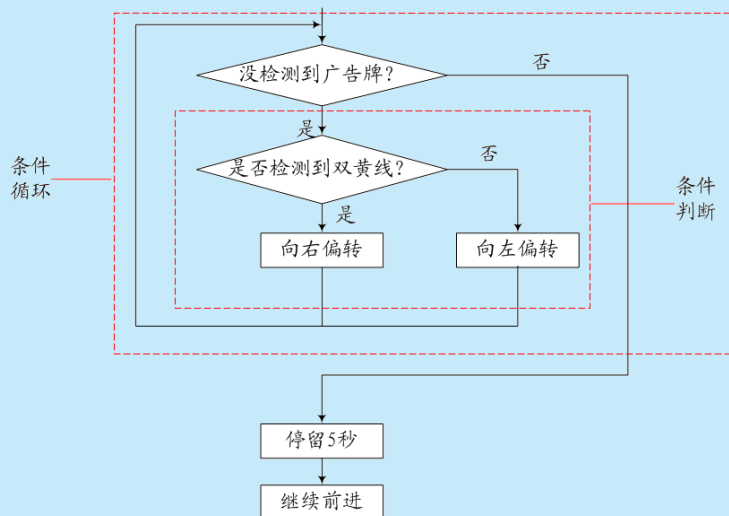 没检测到广告牌?
否
是
是否检测到双黄线?
否
条件
循环
条件
判断
是
向右偏转
向左偏转
停留5秒
继续前进